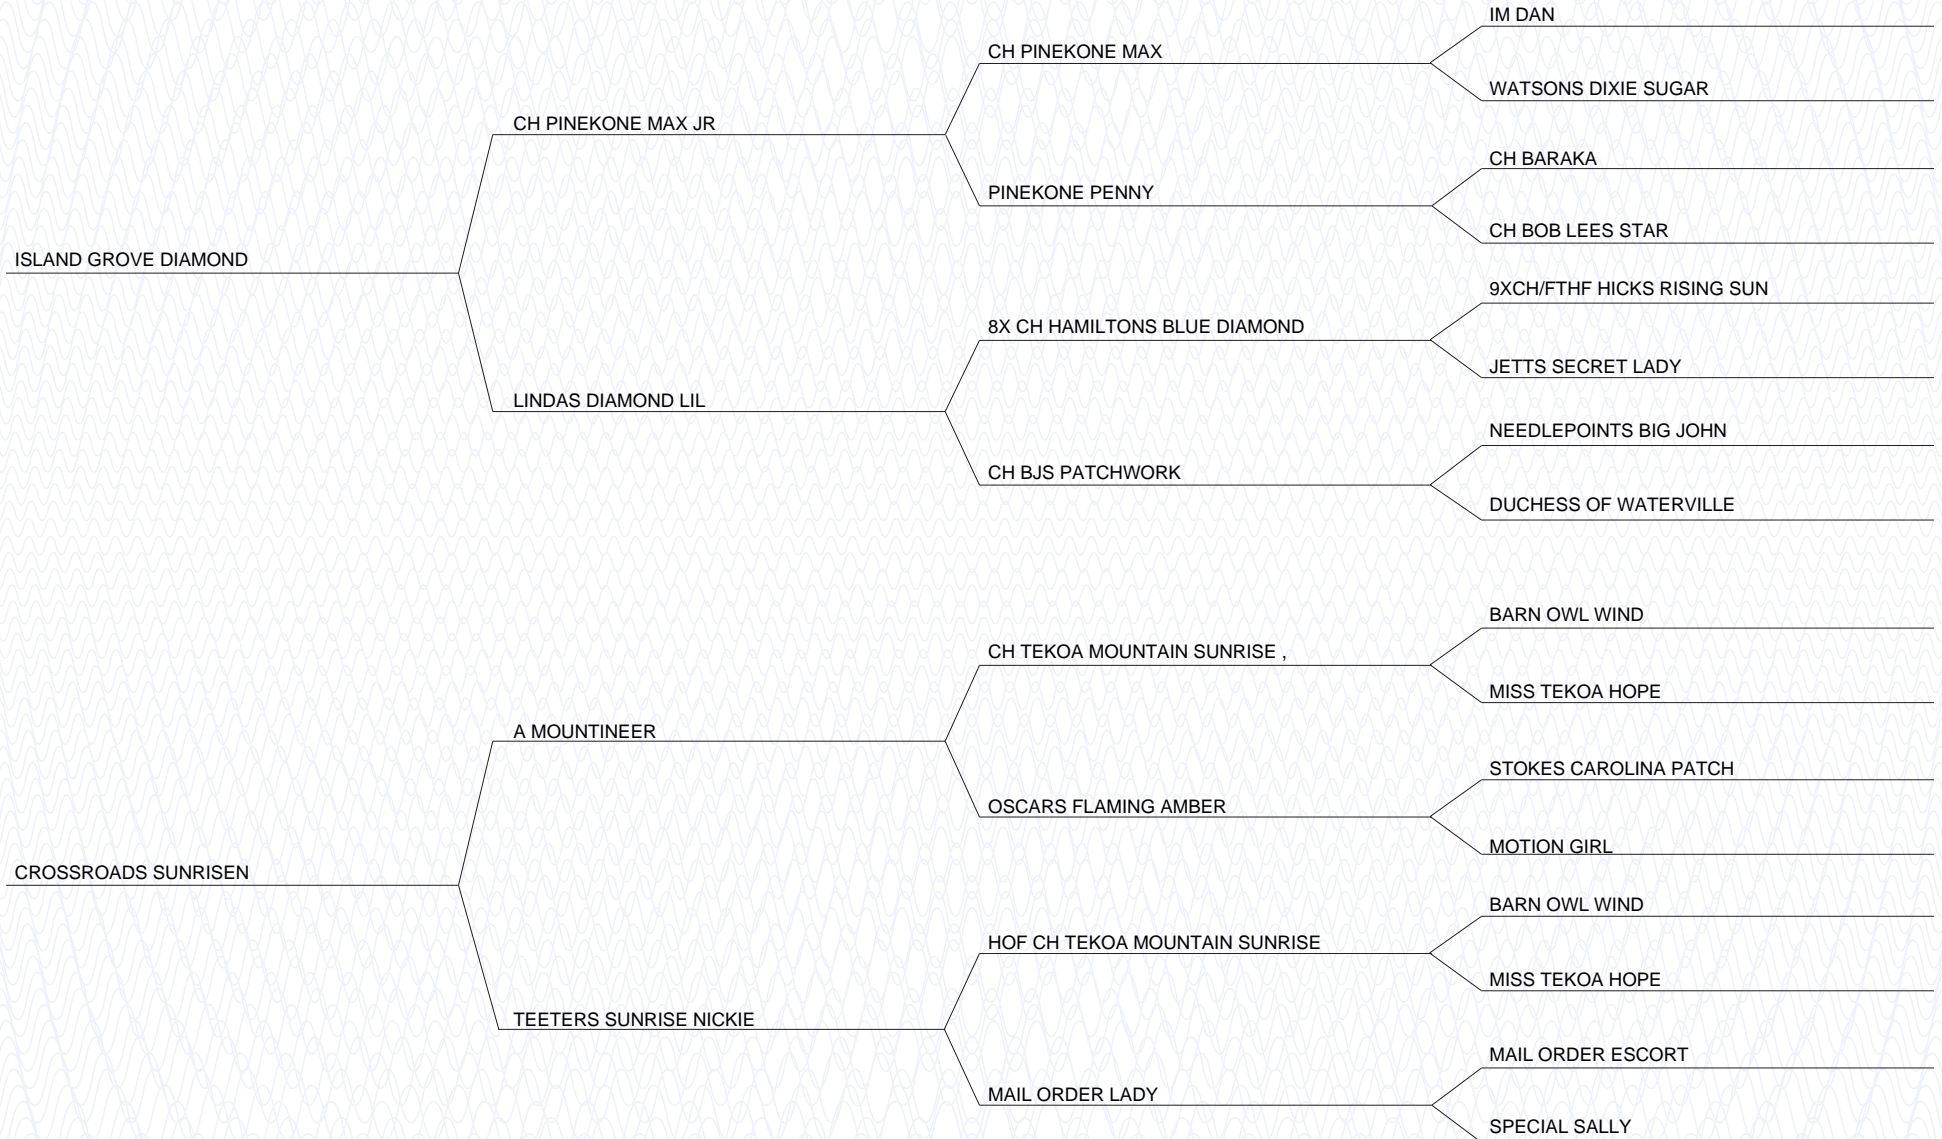 IM DAN
CH PINEKONE MAX
WATSONS DIXIE SUGAR
CH PINEKONE MAX JR
CH BARAKA
PINEKONE PENNY
CH BOB LEES STAR
ISLAND GROVE DIAMOND
9XCH/FTHF HICKS RISING SUN
8X CH HAMILTONS BLUE DIAMOND
JETTS SECRET LADY
LINDAS DIAMOND LIL
NEEDLEPOINTS BIG JOHN
CH BJS PATCHWORK
DUCHESS OF WATERVILLE
BARN OWL WIND
CH TEKOA MOUNTAIN SUNRISE ,
MISS TEKOA HOPE
A MOUNTINEER
STOKES CAROLINA PATCH
OSCARS FLAMING AMBER
MOTION GIRL
CROSSROADS SUNRISEN
BARN OWL WIND
HOF CH TEKOA MOUNTAIN SUNRISE
MISS TEKOA HOPE
TEETERS SUNRISE NICKIE
MAIL ORDER ESCORT
MAIL ORDER LADY
SPECIAL SALLY